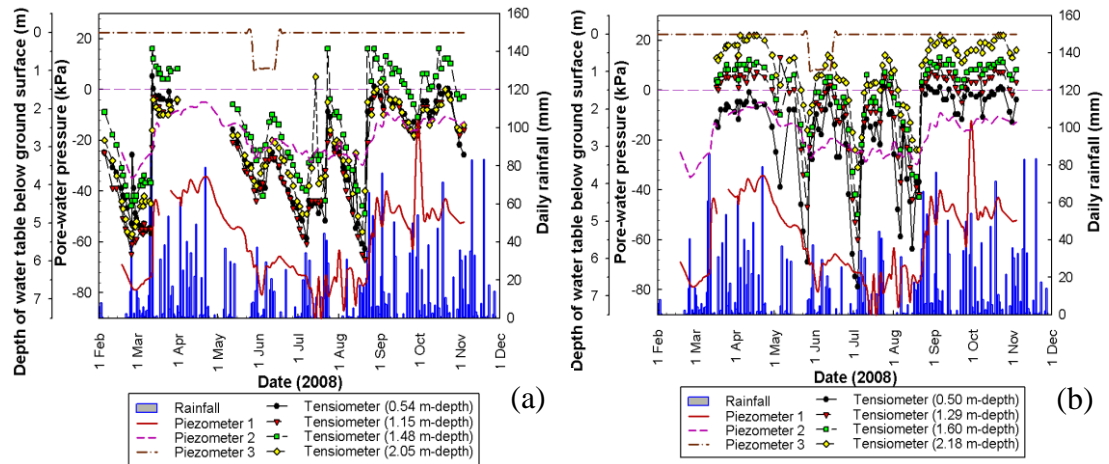 Depth of water table below ground surface (m)
0
1
2
3
4
5
6
7
Pore-water pressure (kPa)
20
0
-20
-40
-60
-80
160
140
120
100
80
60
40
20
0
Daily rainfall (mm)
1 Feb
1 Mar
1 Apr
1 May
1 Jun
1 Jul
1 Aug
1 Sep
1 Oct
1 Nov
1 Dec
Date (2008)
(a)
Rainfall
Piezometer 1
Piezometer 2
Piezometer 3
Tensiometer (0.54 m-depth)
Tensiometer (1.15 m-depth)
Tensiometer (1.48 m-depth)
Tensiometer (2.05 m-depth)
Depth of water table below ground surface (m)
0
1
2
3
4
5
6
7
Pore-water pressure (kPa)
20
0
-20
-40
-60
-80
160
140
120
100
80
60
40
20
0
Daily rainfall (mm)
1 Feb
1 Mar
1 Apr
1 May
1 Jun
1 Jul
1 Aug
1 Sep
1 Oct
1 Nov
1 Dec
Date (2008)
(b)
Rainfall
Piezometer 1
Piezometer 2
Piezometer 3
Tensiometer (0.50 m-depth)
Tensiometer (1.29 m-depth)
Tensiometer (1.60 m-depth)
Tensiometer (2.18 m-depth)